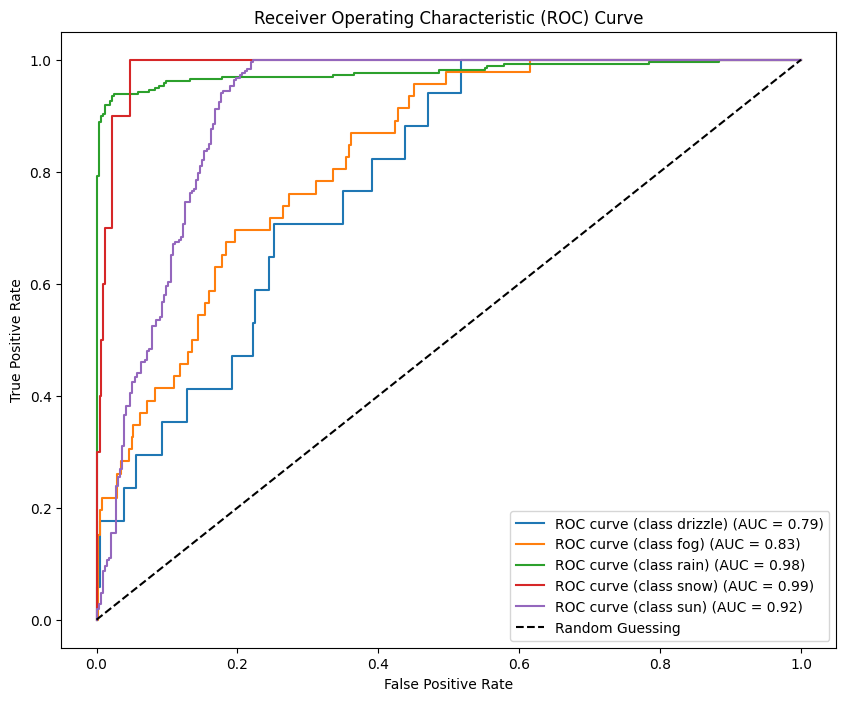 Receiver Operating Characteristic (ROC) Curve
True Positive Rate
1.0
0.8
0.6
0.4
0.2
0.0
0.0 0.2 0.4 0.6 0.8 1.0
False Positive Rate
ROC curve (class drizzle) (AUC = 0.79)
ROC curve (class fog) (AUC = 0.83)
ROC curve (class rain) (AUC = 0.98)
ROC curve (class snow) (AUC = 0.99)
ROC curve (class sun) (AUC = 0.92)
Random Guessing